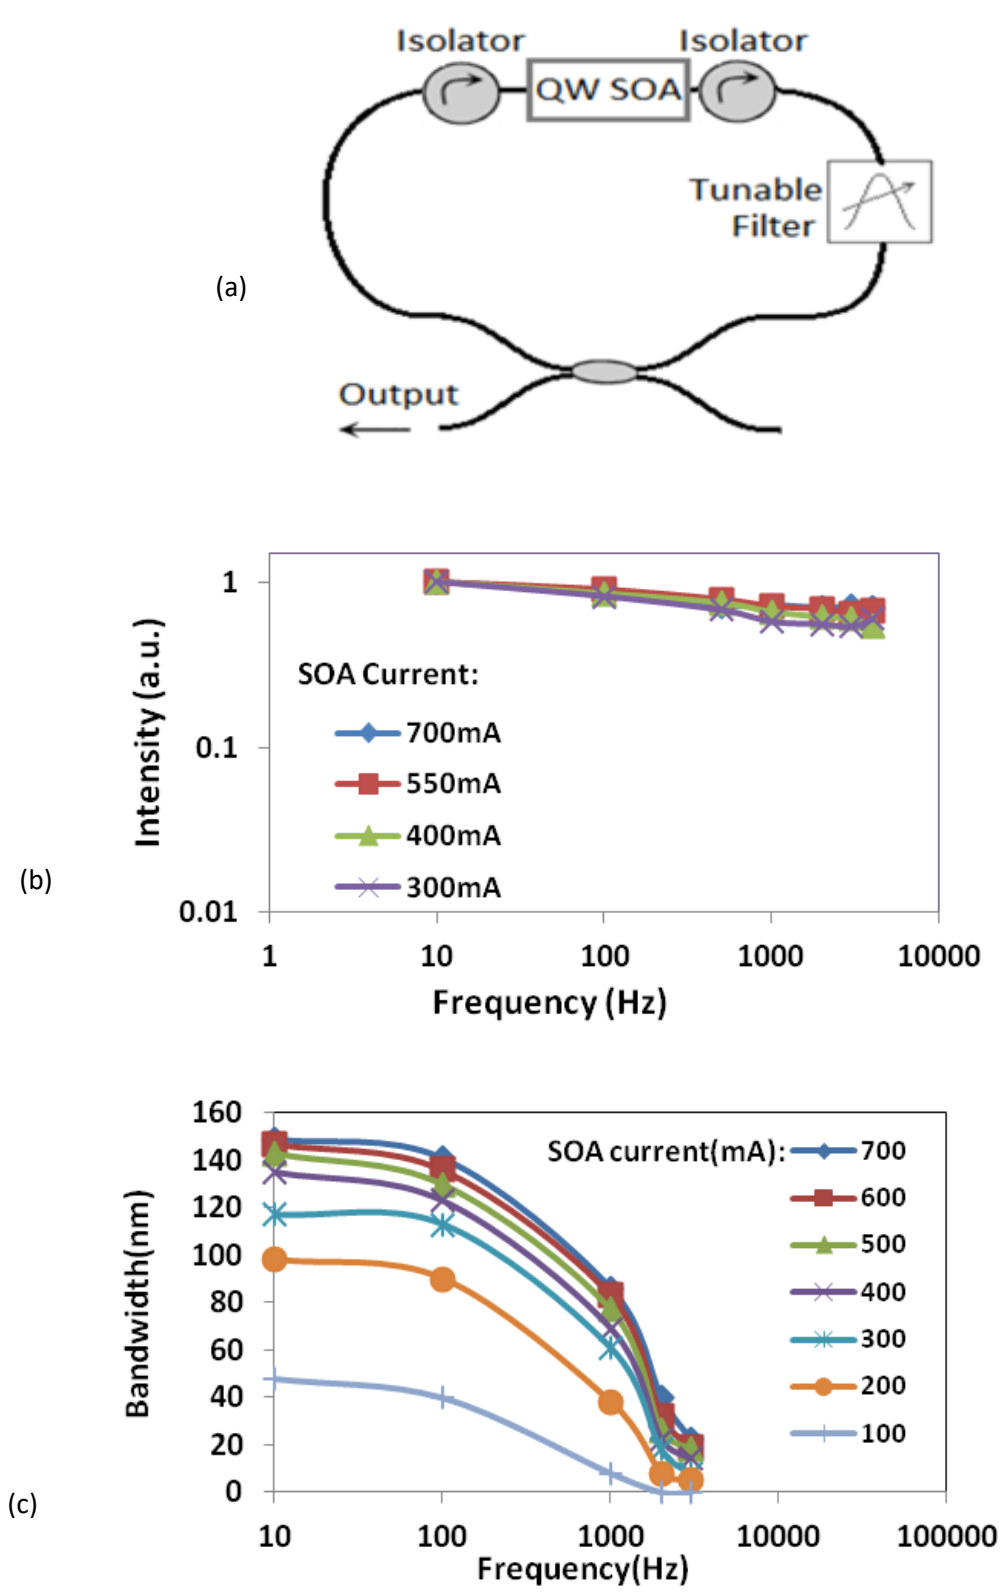 Isolator
Isolator
QW SOA
Tunable
Filter
(a)
Output
1
0.1
0.01
Intensity (a.u.)
SOA Current:
700mA
550mA
400mA
300mA
(b)
1
10
100
1000
10000
Frequency (Hz)
160
140
120
100
80
60
40
20
0
Bandwidth(nm)
SOA current(mA):
700
600
500
400
300
200
100
(c)
10
100
1000
10000
100000
Frequency(Hz)